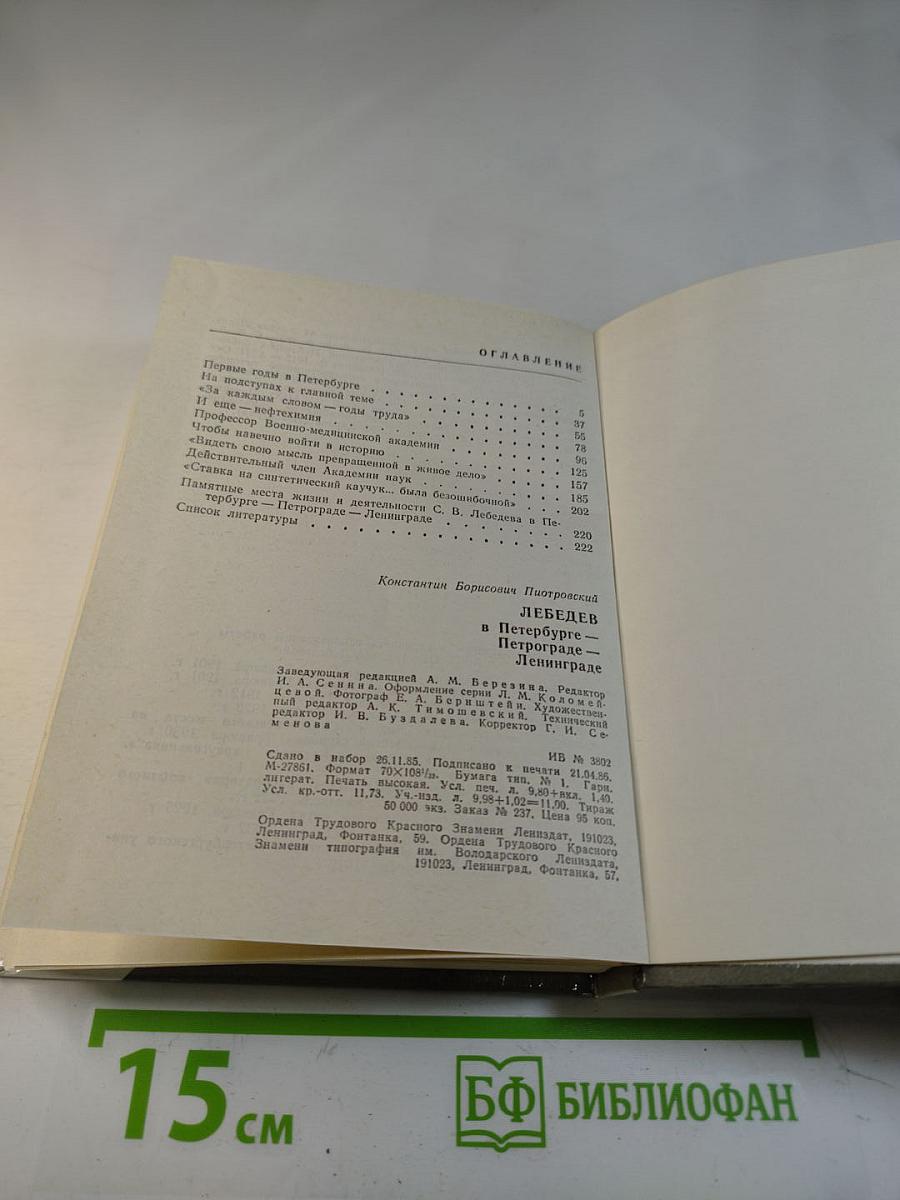 ОГЛАВЛЕНИЕ
Первые годы в Петербурге . . . . . . . . . . . . . 5
На подступах к главной теме . . . . . . . . . . . . 37
«За каждым словом — годы труда» . . . . . . . . . . 55
И еще — нефтехимия . . . . . . . . . . . . . . . 78
Профессор Военно-медицинской академии . . . . . . . . 96
Чтобы навечно войти в историю . . . . . . . . . . . 125
«Видеть свою мысль превращенной в живое дело» . . . . . 157
Действительный член Академии наук . . . . . . . . . . 185
«Ставка на синтетический каучук... была безошибочной» . . . 202
Памятные места жизни и деятельности С. В. Лебедева в Пе-
тербурге — Петрограде — Ленинграде . . . . . . . . 220
Список литературы . . . . . . . . . . . . . . . . 222
Константин Борисович Пиотровский
ЛЕБЕДЕВ
в Петербурге —
Петрограде —
Ленинграде
Заведующая редакцией А. М. Березина. Редактор
И. А. Сенина. Оформление серии Л. М. Коломей-
цевой. Фотограф Е. А. Бернштейн. Художествен-
ный редактор А. К. Тимошевский. Технический
редактор И. В. Буздалева. Корректор Г. И. Се-
менова
ИБ № 3802
Сдано в набор 26.11.85. Подписано к печати 21.04.86.
М-27861. Формат 70×108¹/₃₂. Бумага тип. № 1. Гарн.
литерат. Печать высокая. Усл. печ. л. 9,80+вкл. 1,40.
Усл. кр.-отт. 11,73. Уч.-изд. л. 9,98+1,02=11,00. Тираж
50 000 экз. Заказ № 237. Цена 95 коп.
Ордена Трудового Красного Знамени Лениздат, 191023,
Ленинград, Фонтанка, 59. Ордена Трудового Красного
Знамени типография им. Володарского Лениздата,
191023, Ленинград, Фонтанка, 57.
15 см
БФ БИБЛИОФАН